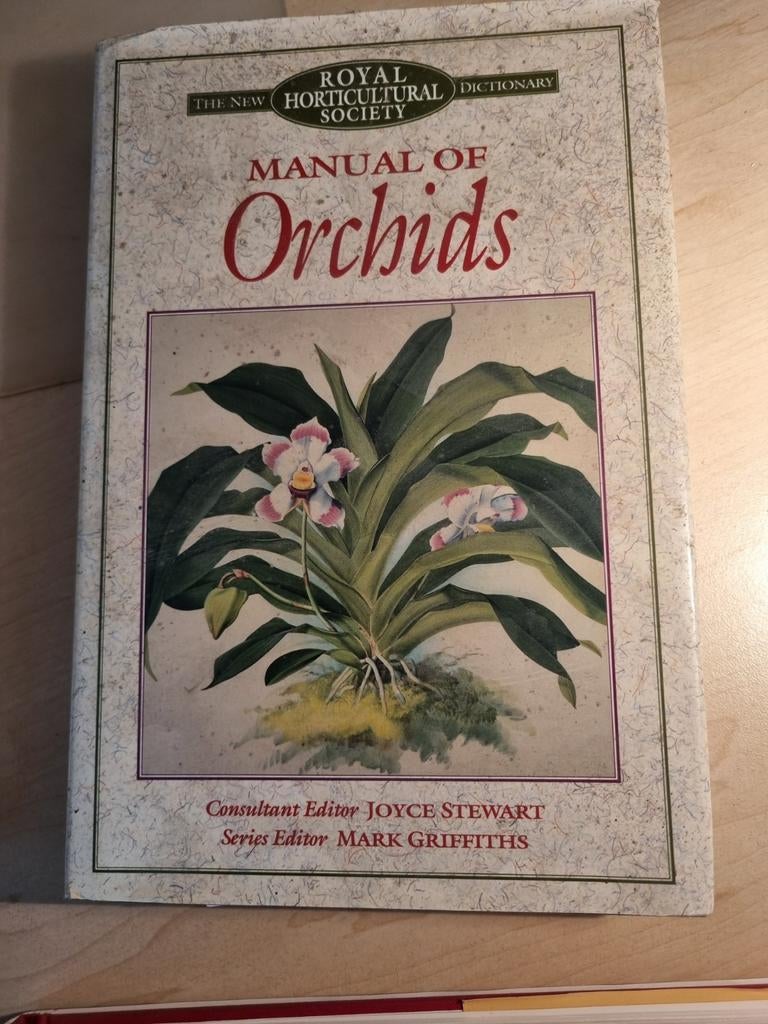 THE NEW ROYAL HORTICULTURAL SOCIETY DICTIONARY
MANUAL OF
Orchids
Consultant Editor JOYCE STEWART
Series Editor MARK GRIFFITHS